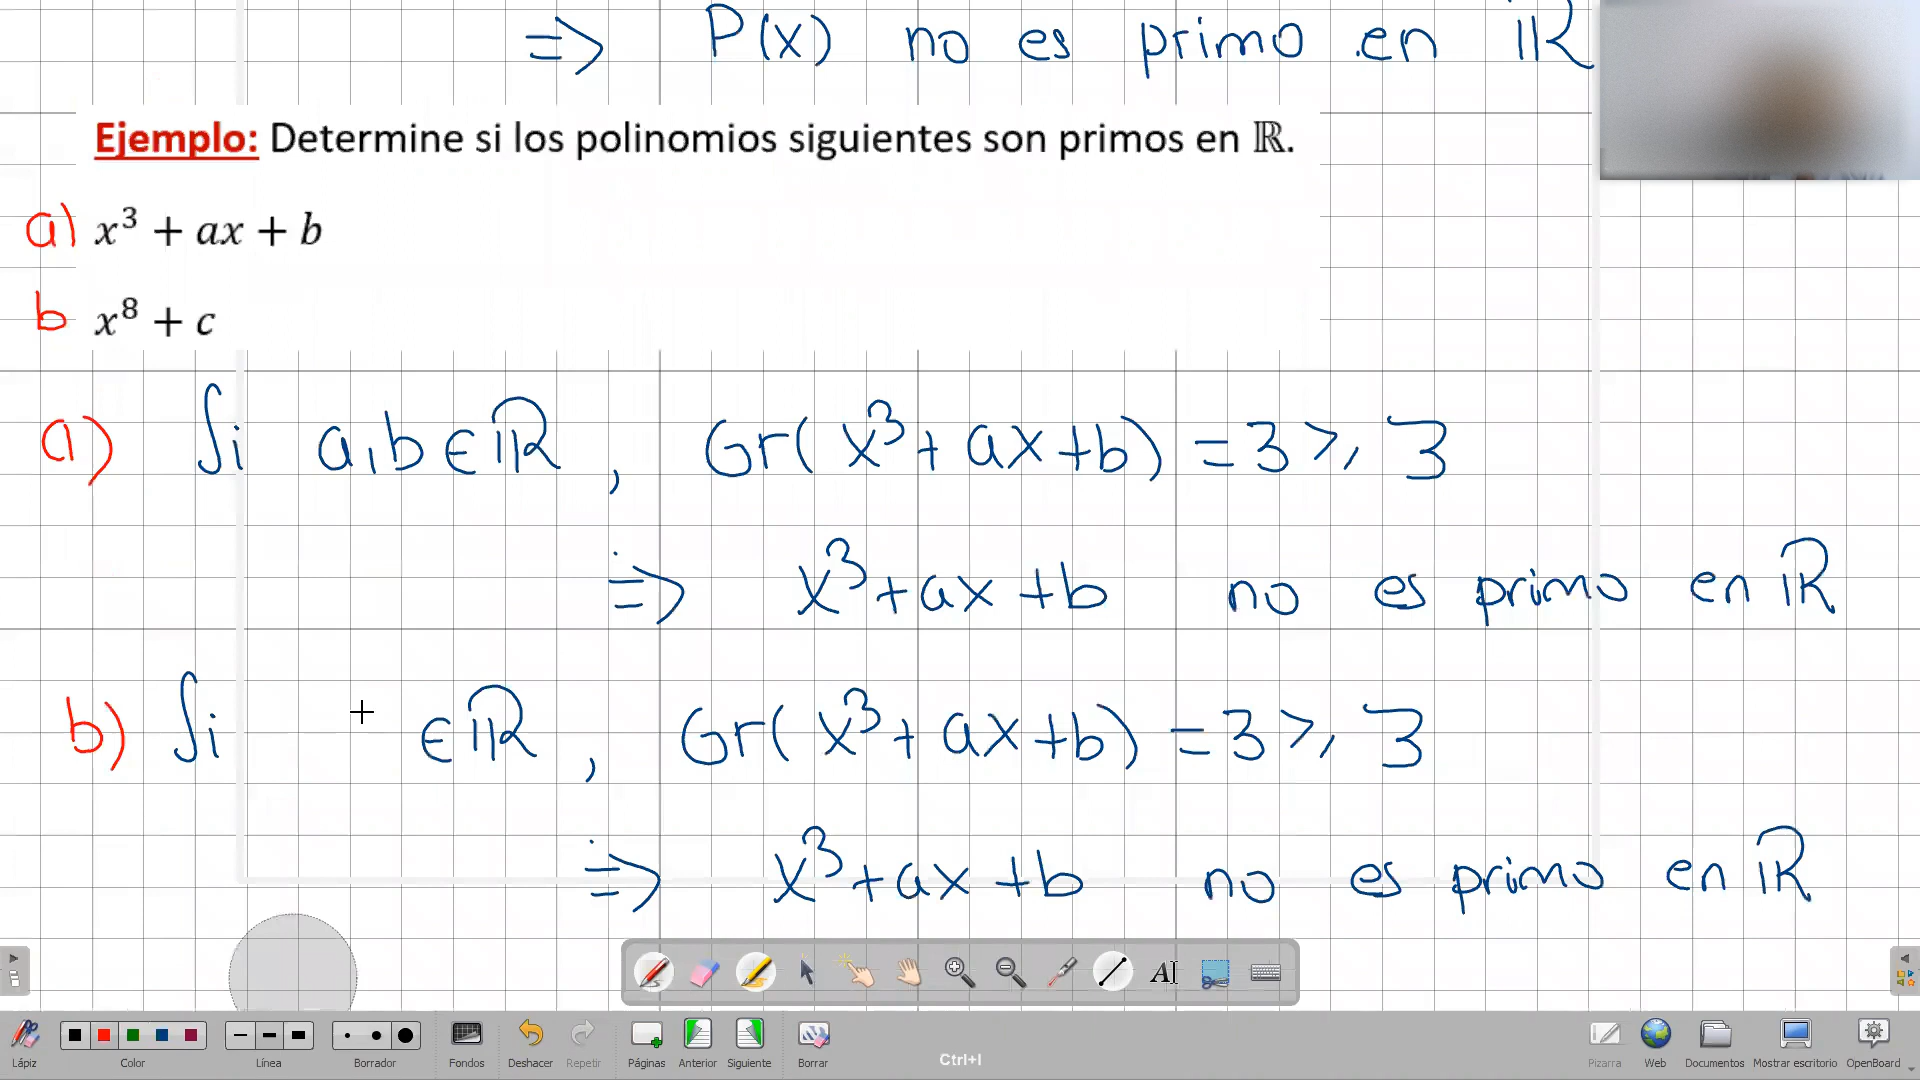 => P(x) no es primo en ℝ
Ejemplo: Determine si los polinomios siguientes son primos en ℝ.
a) x³ + ax + b
b x⁸ + c
a) Si a,b ∈ ℝ, Gr(x³ + ax + b) = 3 ≥ 3
=> x³ + ax + b no es primo en ℝ
b) Si ∈ ℝ, Gr(x³ + ax + b) = 3 ≥ 3
=> x³ + ax + b no es primo en ℝ
AI
Lápiz Color Línea Borrador Fondos Deshacer Repetir Páginas Anterior Siguiente Borrar Ctrl+I Pizarra Web Documentos Mostrar escritorio OpenBoard